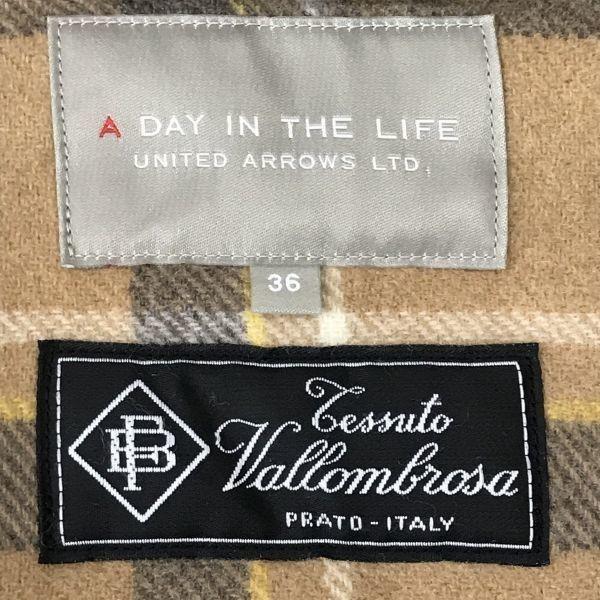 A DAY IN THE LIFE
UNITED ARROWS LTD.
36
Tessuto
Vallombrosa
PRATO-ITALY